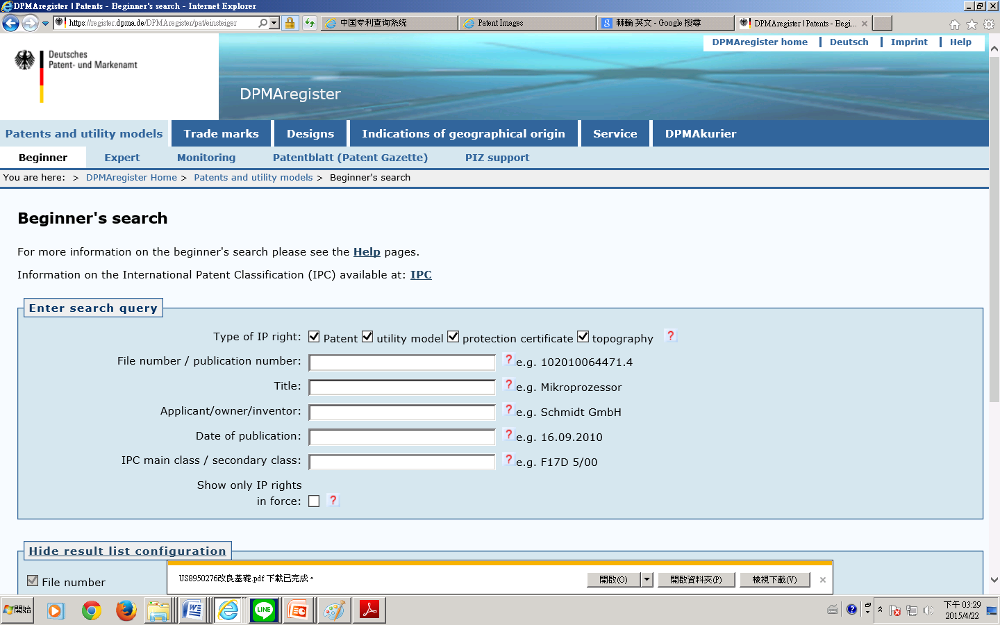 DPMAregister | Patents - Beginner's search - Internet Explorer
https://register.dpma.de/DPMAregister/pat/einsteiger
中国专利查询系统
Patent Images
棘輪 英文 - Google 搜尋
DPMAregister | Patents - Begi...
Deutsches
Patent- und Markenamt
DPMAregister home
Deutsch
Imprint
Help
DPMAregister
Patents and utility models
Trade marks
Designs
Indications of geographical origin
Service
DPMAkurier
Beginner
Expert
Monitoring
Patentblatt (Patent Gazette)
PIZ support
You are here: > DPMAregister Home > Patents and utility models > Beginner's search
Beginner's search
For more information on the beginner's search please see the Help pages.
Information on the International Patent Classification (IPC) available at: IPC
Enter search query
Type of IP right: Patent utility model protection certificate topography ?
File number / publication number: ? e.g. 102010064471.4
Title: ? e.g. Mikroprozessor
Applicant/owner/inventor: ? e.g. Schmidt GmbH
Date of publication: ? e.g. 16.09.2010
IPC main class / secondary class: ? e.g. F17D 5/00
Show only IP rights
in force: ?
Hide result list configuration
File number
US8950276改良基礎.pdf 下載已完成。
開啟(O)
開啟資料夾(P)
檢視下載(V)
開始
LINE
下午 03:29
2015/4/22